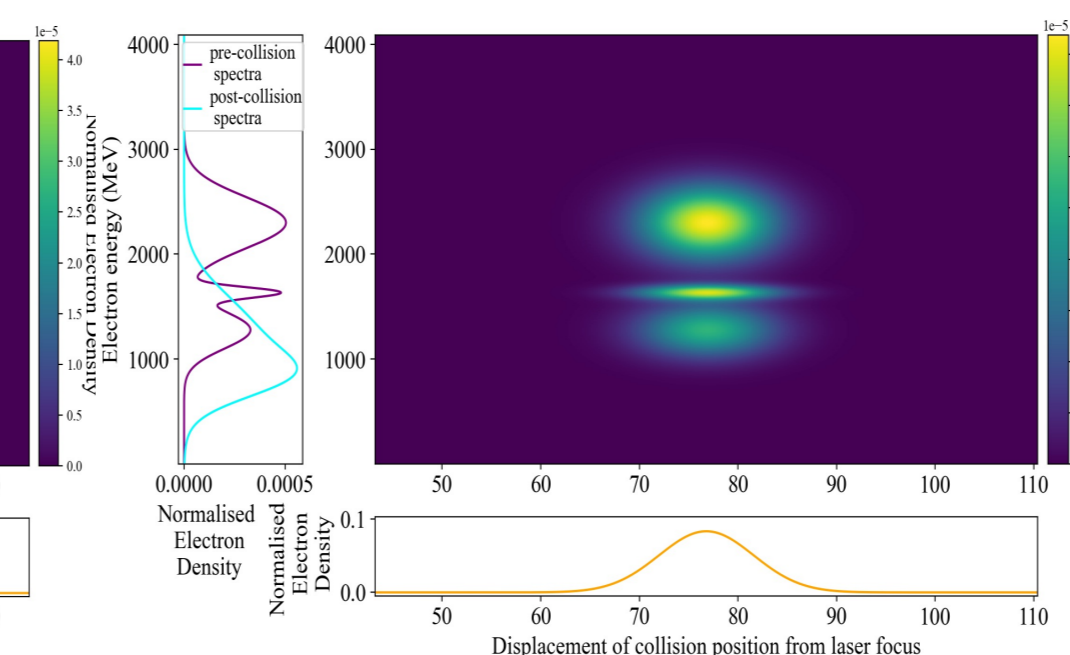 1e−5
4.0
3.5
3.0
2.5
2.0
1.5
1.0
0.5
0.0
Normalised Electron Density
Electron energy (MeV)
4000
3000
2000
1000
pre-collision
spectra
post-collision
spectra
0.0000 0.0005
Normalised
Electron
Density
4000
3000
2000
1000
50 60 70 80 90 100 110
1e−5
Normalised
Electron
Density
0.1
0.0
50 60 70 80 90 100 110
Displacement of collision position from laser focus